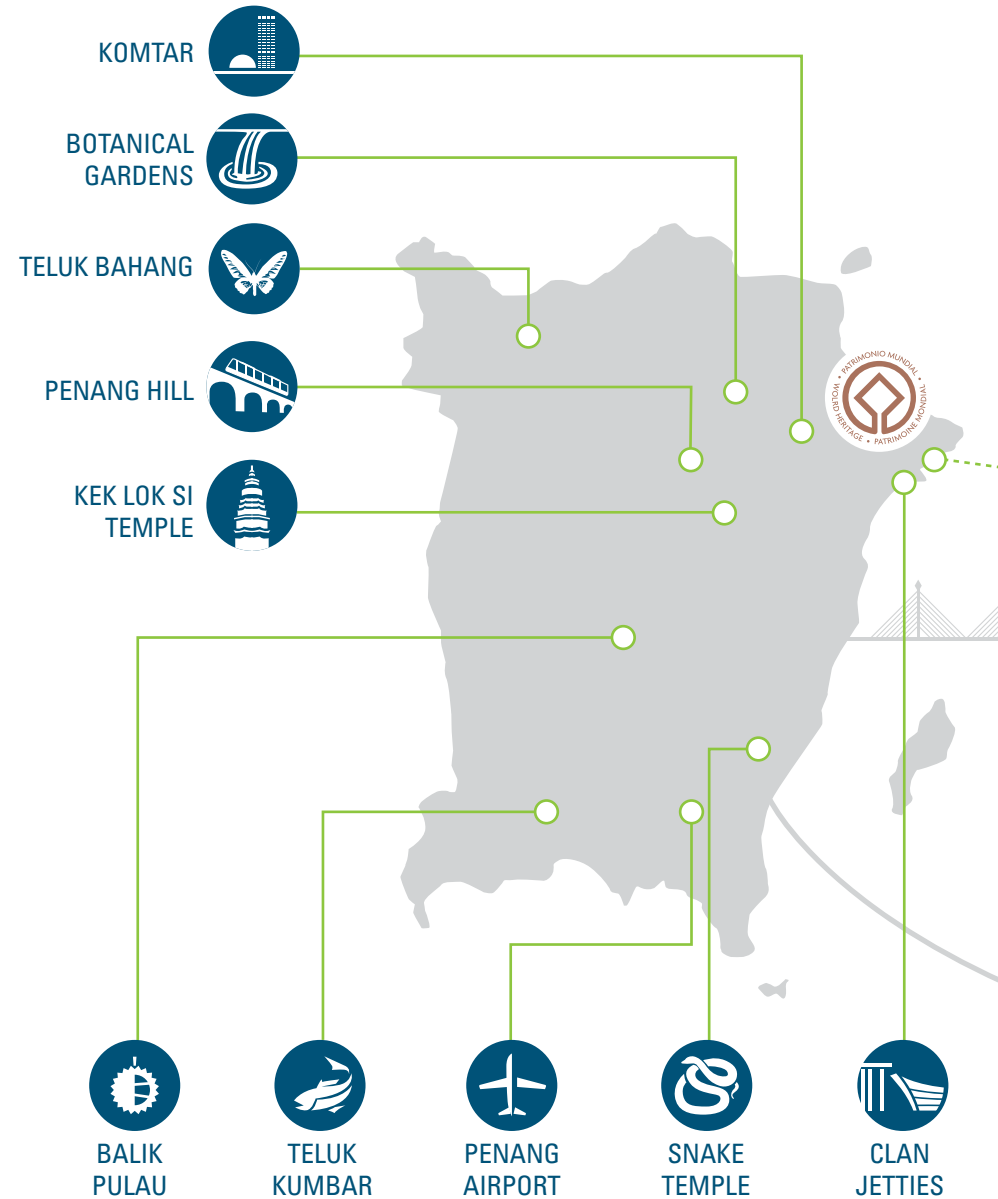 KOMTAR
BOTANICAL
GARDENS
TELUK BAHANG
PENANG HILL
KEK LOK SI
TEMPLE
• PATRIMONIO MUNDIAL •
WOLRD HERITAGE • PATRIMOINE MONDIAL
BALIK
PULAU
TELUK
KUMBAR
PENANG
AIRPORT
SNAKE
TEMPLE
CLAN
JETTIES